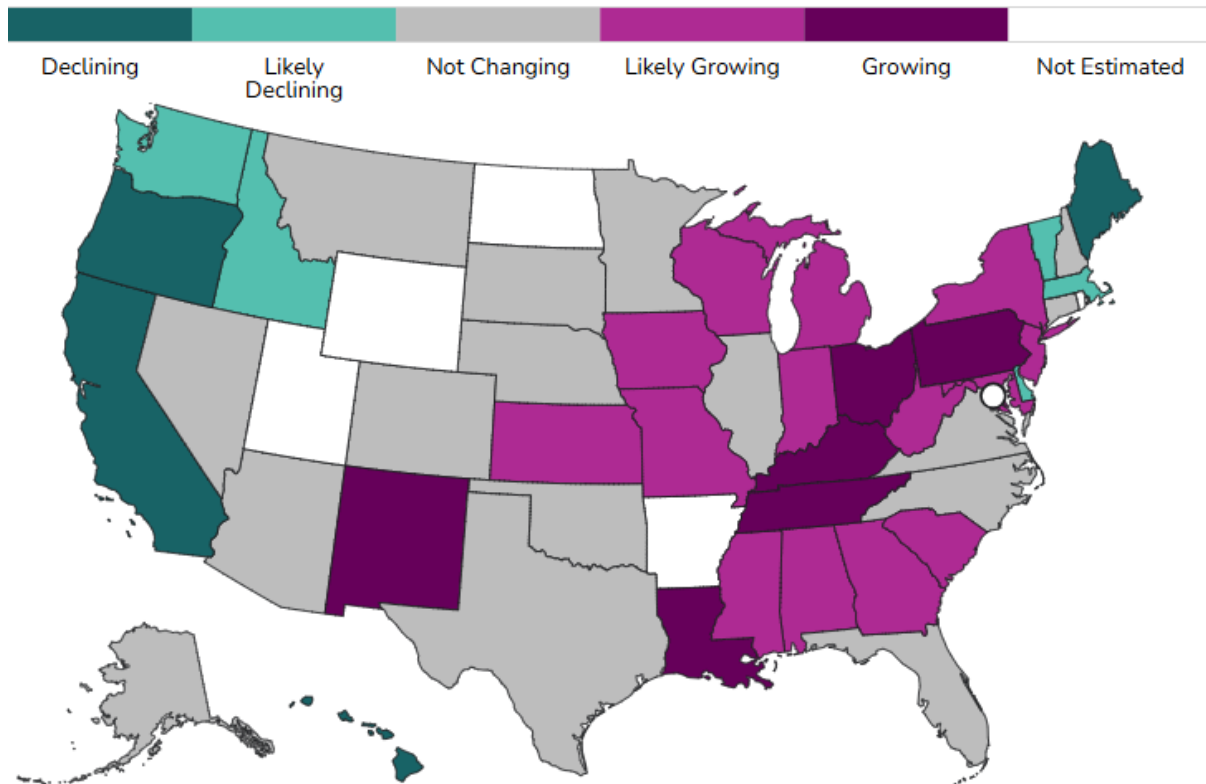 Declining
Likely
Declining
Not Changing
Likely Growing
Growing
Not Estimated